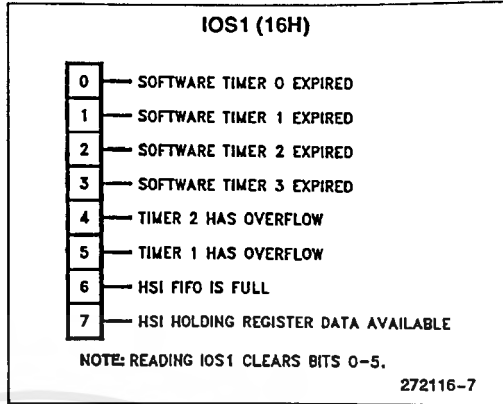 IOS1 (16H)
0 SOFTWARE TIMER 0 EXPIRED
1 SOFTWARE TIMER 1 EXPIRED
2 SOFTWARE TIMER 2 EXPIRED
3 SOFTWARE TIMER 3 EXPIRED
4 TIMER 2 HAS OVERFLOW
5 TIMER 1 HAS OVERFLOW
6 HSI FIFO IS FULL
7 HSI HOLDING REGISTER DATA AVAILABLE
NOTE: READING IOS1 CLEARS BITS 0-5.
272116-7